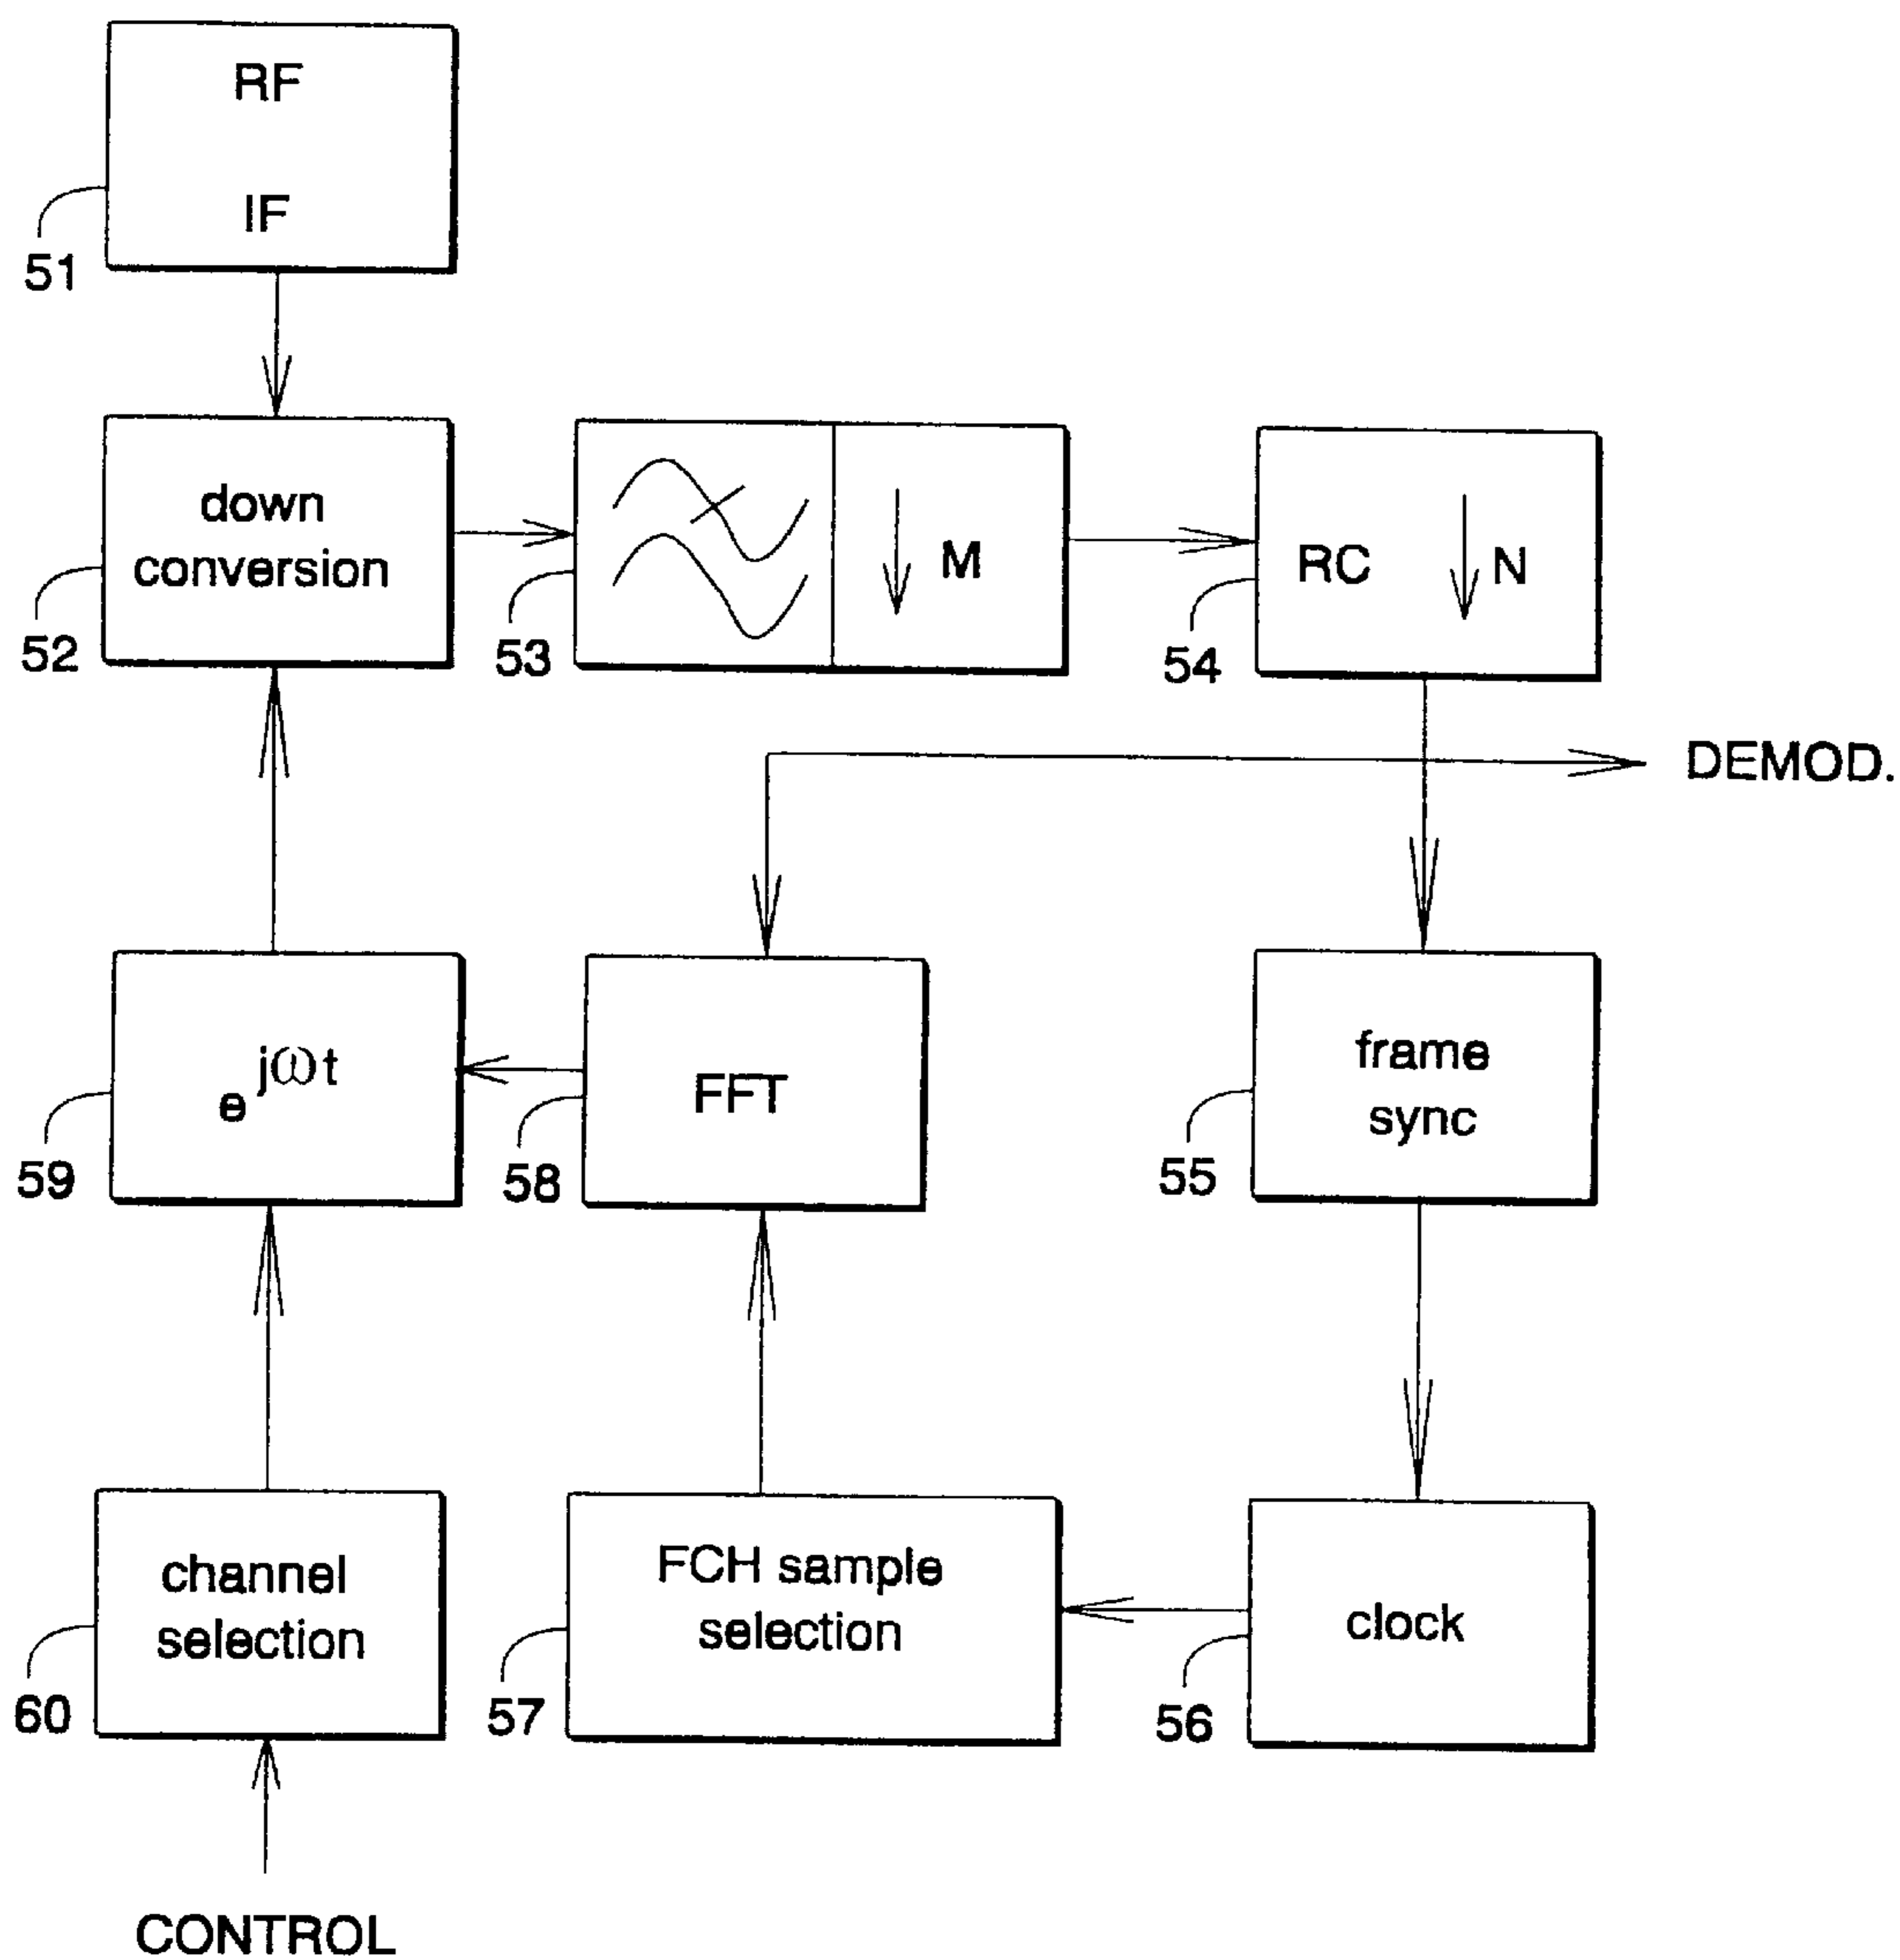 RF
IF
51
down
conversion
52
53
M
RC
N
54
DEMOD.
e^jωt
59
FFT
58
frame
sync
55
channel
selection
60
FCH sample
selection
57
clock
56
CONTROL